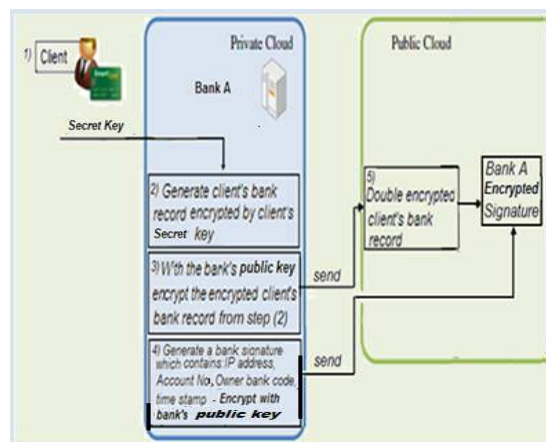 Private Cloud
Public Cloud
1) Client
Bank A
Secret Key
2) Generate client's bank
record encrypted by client's
Secret key
3) With the bank's public key
encrypt the encrypted client's
bank record from step (2)
send
4) Generate a bank signature
which contains:IP address,
Account No, Owner bank code,
time stamp - Encrypt with
bank's public key
send
5)
Double encrypted
client's bank
record
Bank A
Encrypted
Signature